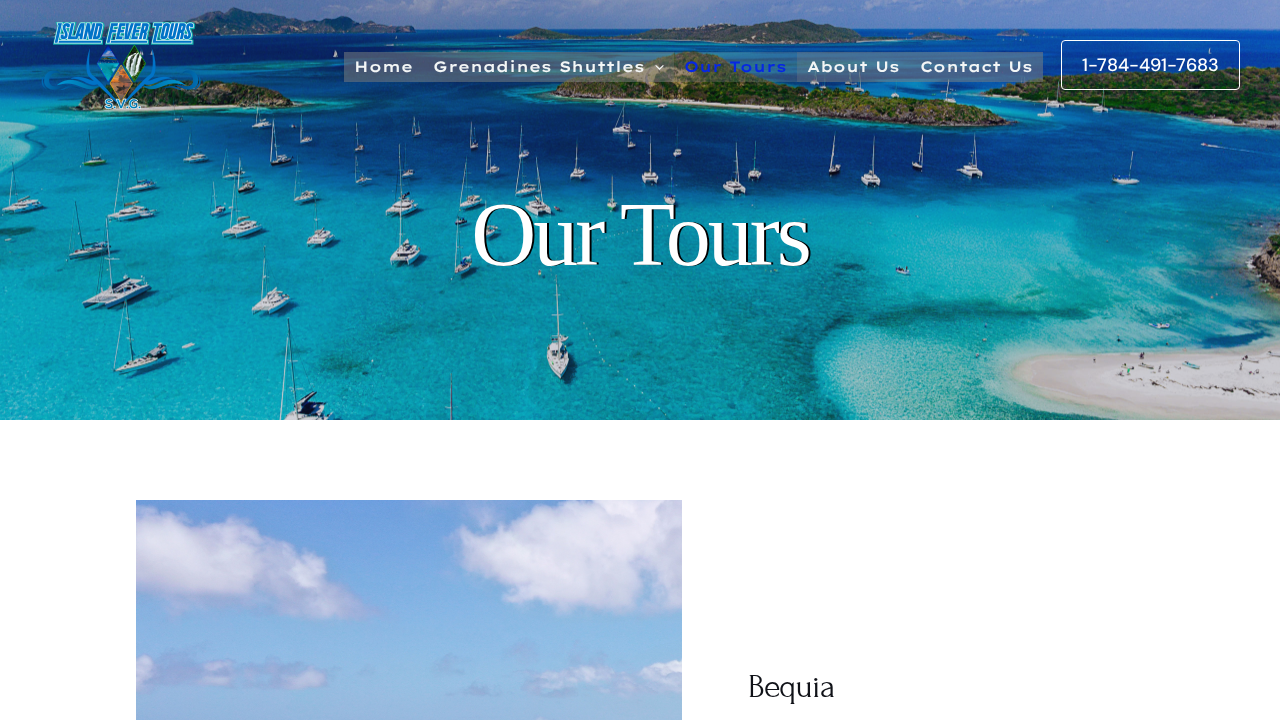 Island Fever Tours
S.V.G.
Home
Grenadines Shuttles
Our Tours
About Us
Contact Us
1-784-491-7683
Our Tours
Bequia